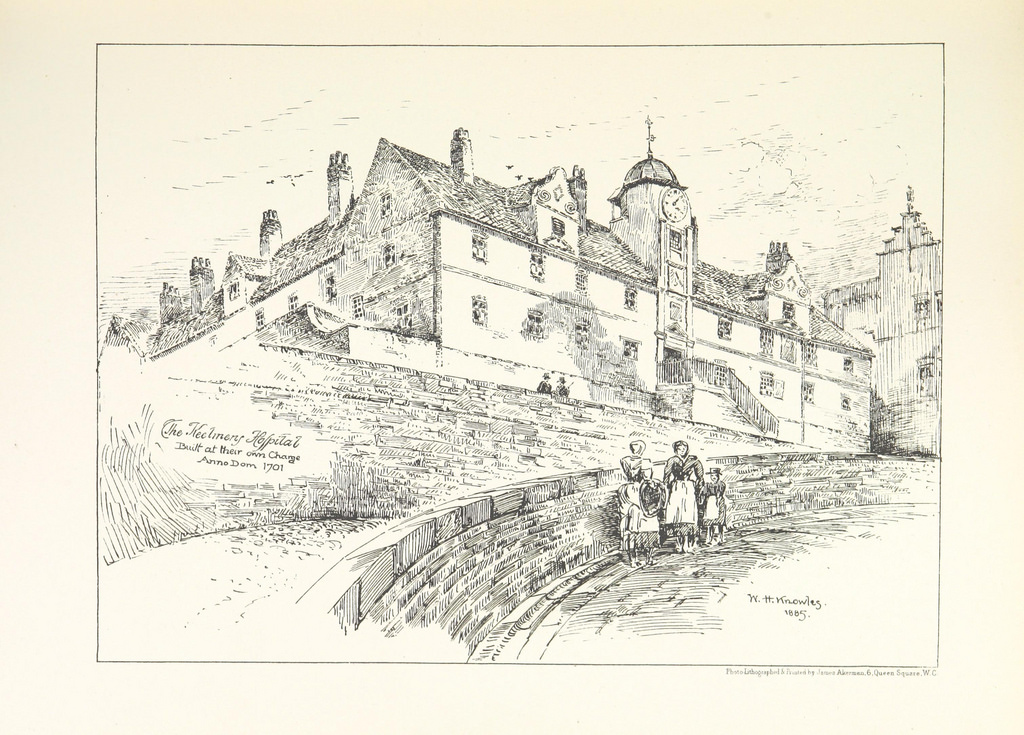 The Keelmens Hospital
Built at their own Charge
Anno Dom 1701
W. H. Knowles.
1885.
Photo-Lithographed & Printed by James Akerman, 6, Queen Square, W.C.